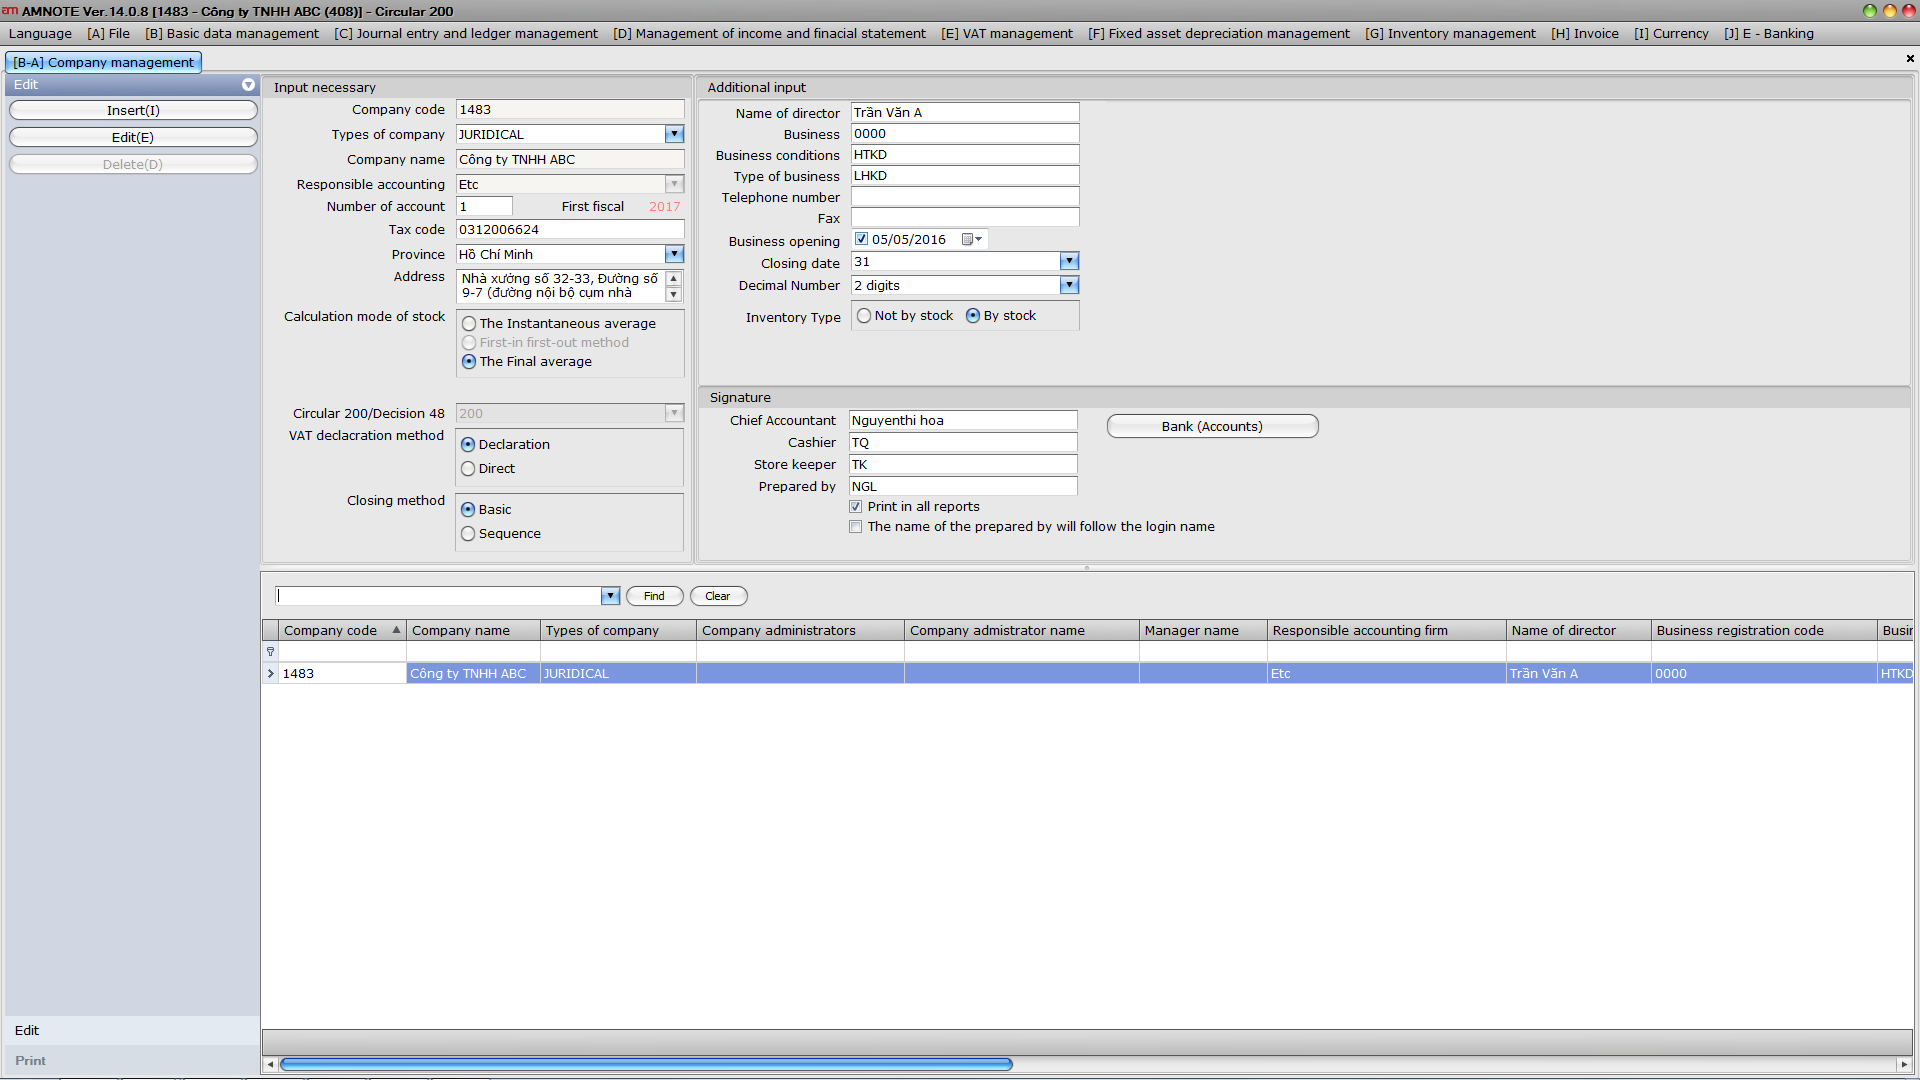 am AMNOTE Ver.14.0.8 [1483 - Công ty TNHH ABC (408)] - Circular 200
Language [A] File [B] Basic data management [C] Journal entry and ledger management [D] Management of income and finacial statement [E] VAT management [F] Fixed asset depreciation management [G] Inventory management [H] Invoice [I] Currency [J] E - Banking
[B-A] Company management
Edit
Insert(I)
Edit(E)
Delete(D)
Input necessary
Company code 1483
Types of company JURIDICAL
Company name Công ty TNHH ABC
Responsible accounting Etc
Number of account 1 First fiscal 2017
Tax code 0312006624
Province Hồ Chí Minh
Address Nhà xưởng số 32-33, Đường số
9-7 (đường nội bộ cụm nhà
Calculation mode of stock
The Instantaneous average
First-in first-out method
The Final average
Circular 200/Decision 48 200
VAT declacration method
Declaration
Direct
Closing method
Basic
Sequence
Additional input
Name of director Trần Văn A
Business 0000
Business conditions HTKD
Type of business LHKD
Telephone number
Fax
Business opening 05/05/2016
Closing date 31
Decimal Number 2 digits
Inventory Type Not by stock By stock
Signature
Chief Accountant Nguyenthi hoa
Cashier TQ
Store keeper TK
Prepared by NGL
Print in all reports
The name of the prepared by will follow the login name
Bank (Accounts)
Find Clear
Company code Company name Types of company Company administrators Company admistrator name Manager name Responsible accounting firm Name of director Business registration code Busir
1483 Công ty TNHH ABC JURIDICAL Etc Trần Văn A 0000 HTKD
Edit
Print